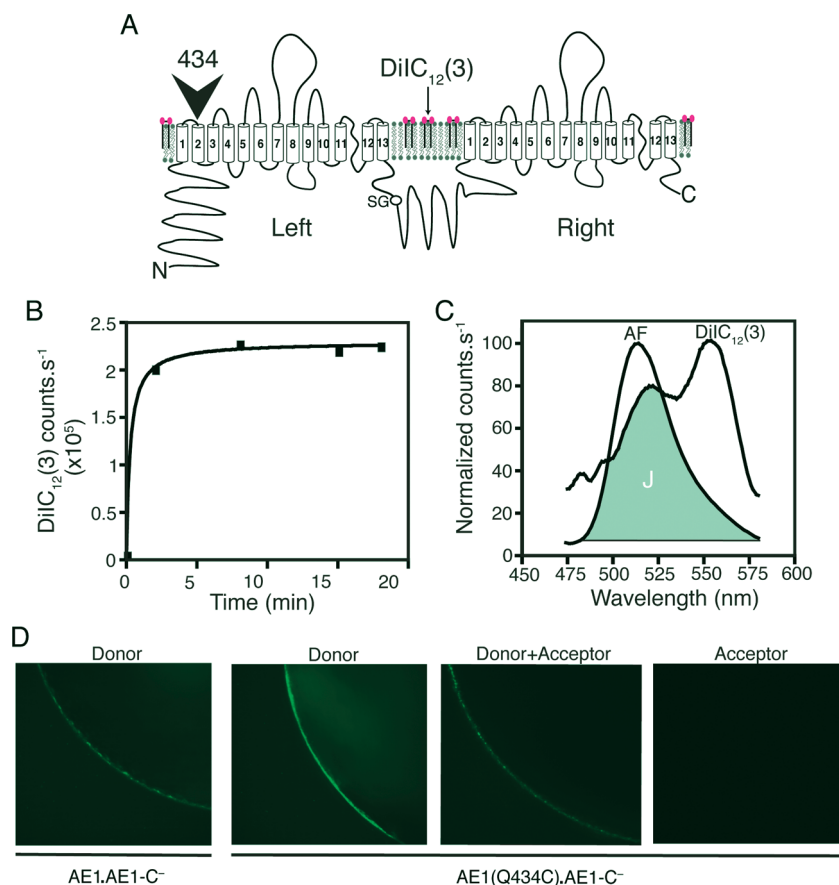 A
434
DiIC12(3)
1 2 3 4 5 6 7 8 9 10 11 12 13 1 2 3 4 5 6 7 8 9 10 11 12 13
SG
C
Left
Right
N
B
DiIC12(3) counts.s-1
(x10^5)
2.5
2
1.5
1
0.5
0
0 5 10 15 20
Time (min)
C
Normalized counts.s-1
AF
DiIC12(3)
100
80
60
40
20
0
J
450 475 500 525 550 575 600
Wavelength (nm)
D
Donor
Donor
Donor+Acceptor
Acceptor
AE1.AE1-C–
AE1(Q434C).AE1-C–